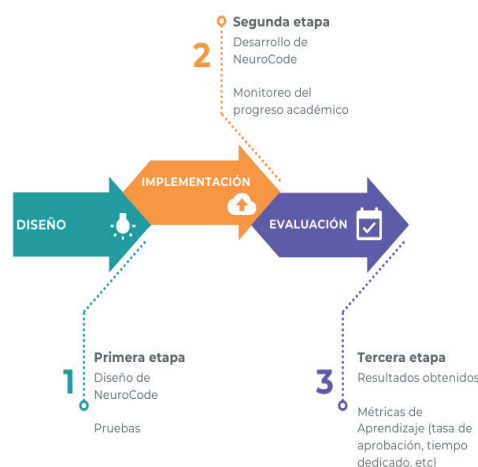 2
Segunda etapa
Desarrollo de
NeuroCode
Monitoreo del
progreso académico
DISEÑO
IMPLEMENTACIÓN
EVALUACIÓN
1
Primera etapa
Diseño de
NeuroCode
Pruebas
3
Tercera etapa
Resultados obtenidos
Métricas de
Aprendizaje (tasa de
aprobación, tiempo
dedicado, etc)